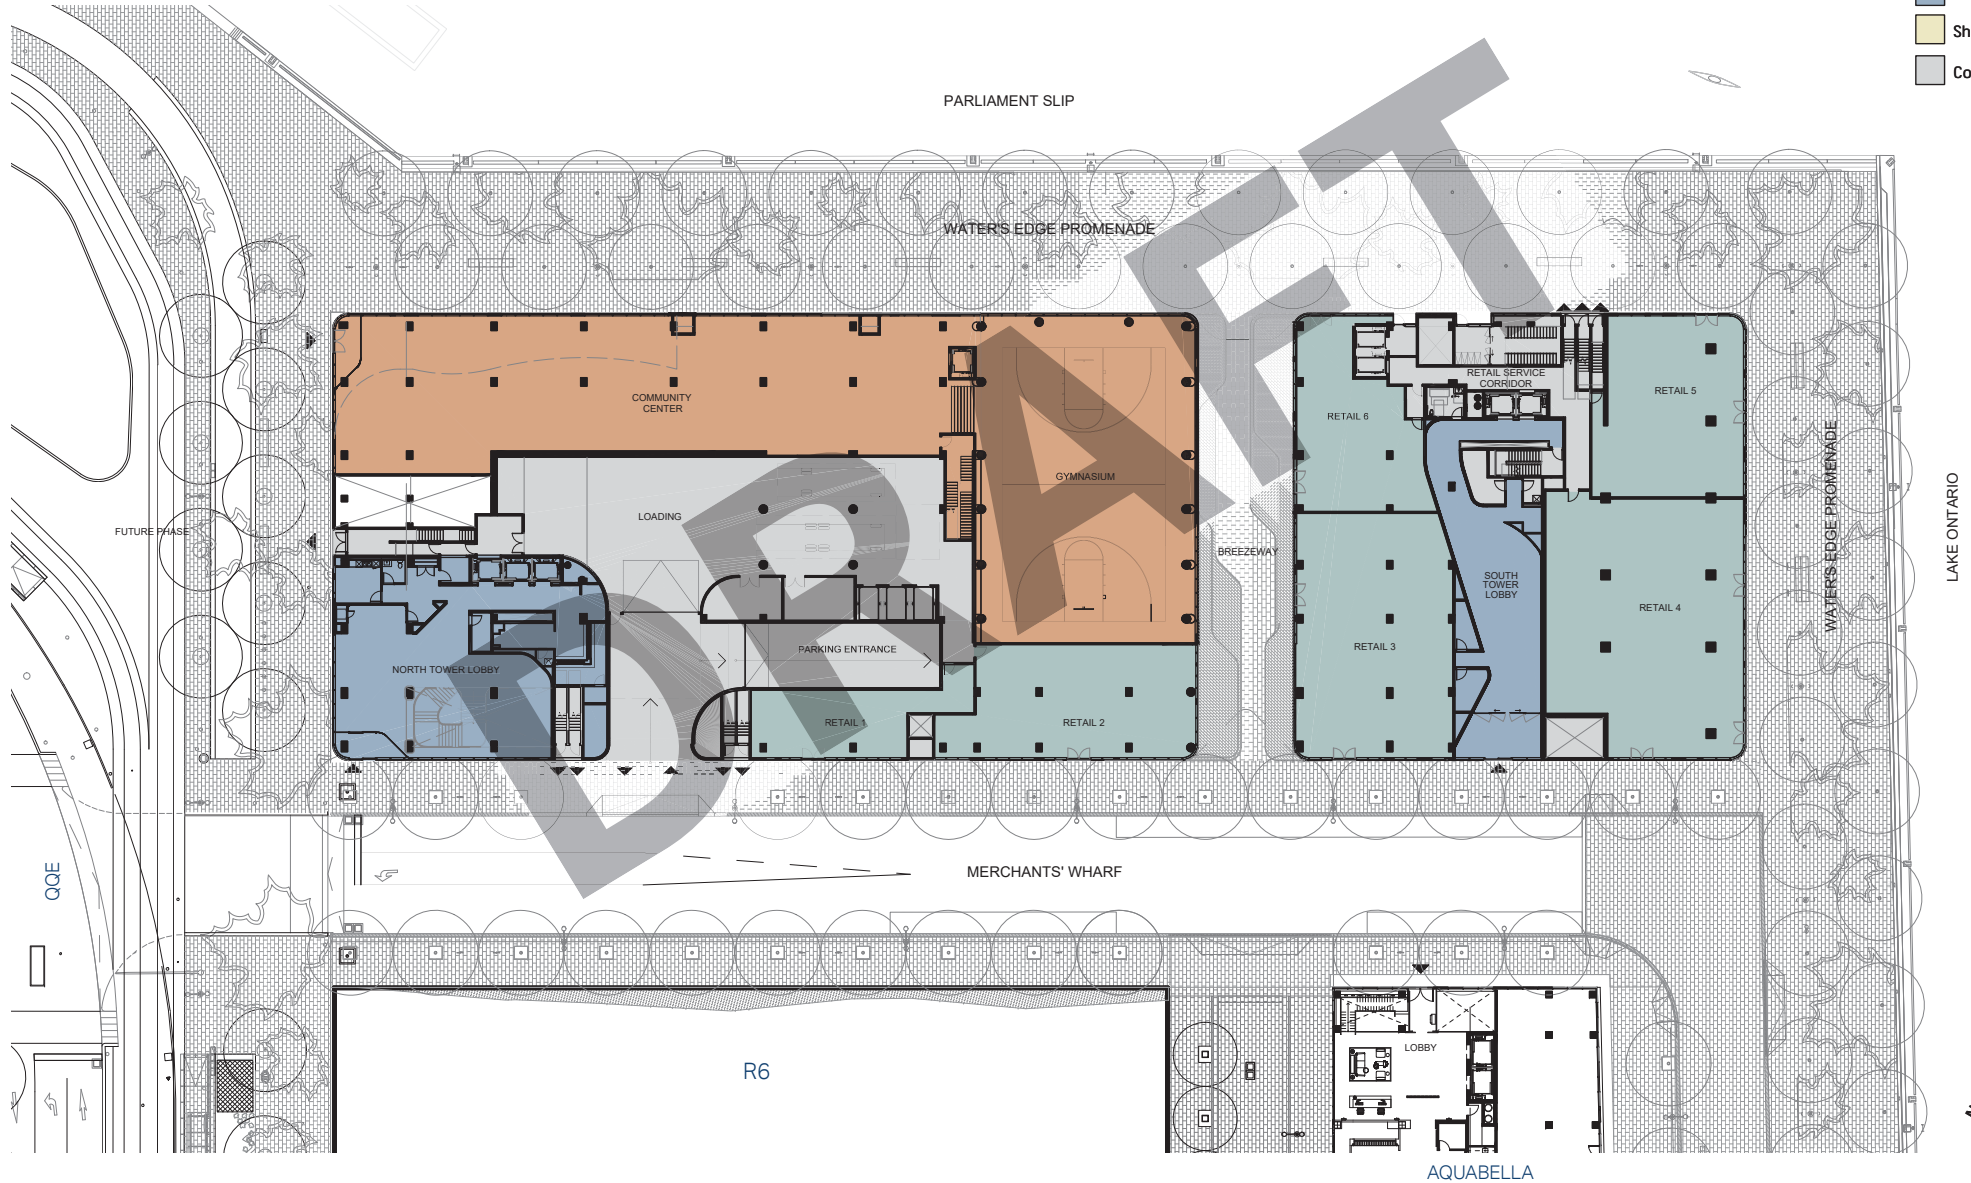 Sh
Co
PARLIAMENT SLIP
WATER'S EDGE PROMENADE
COMMUNITY
CENTER
GYMNASIUM
LOADING
PARKING ENTRANCE
NORTH TOWER LOBBY
RETAIL 1
RETAIL 2
FUTURE PHASE
BREEZEWAY
RETAIL SERVICE
CORRIDOR
RETAIL 6
RETAIL 5
SOUTH
TOWER
LOBBY
RETAIL 3
RETAIL 4
WATER'S EDGE PROMENADE
LAKE ONTARIO
DRAFT
QQE
MERCHANTS' WHARF
R6
LOBBY
AQUABELLA